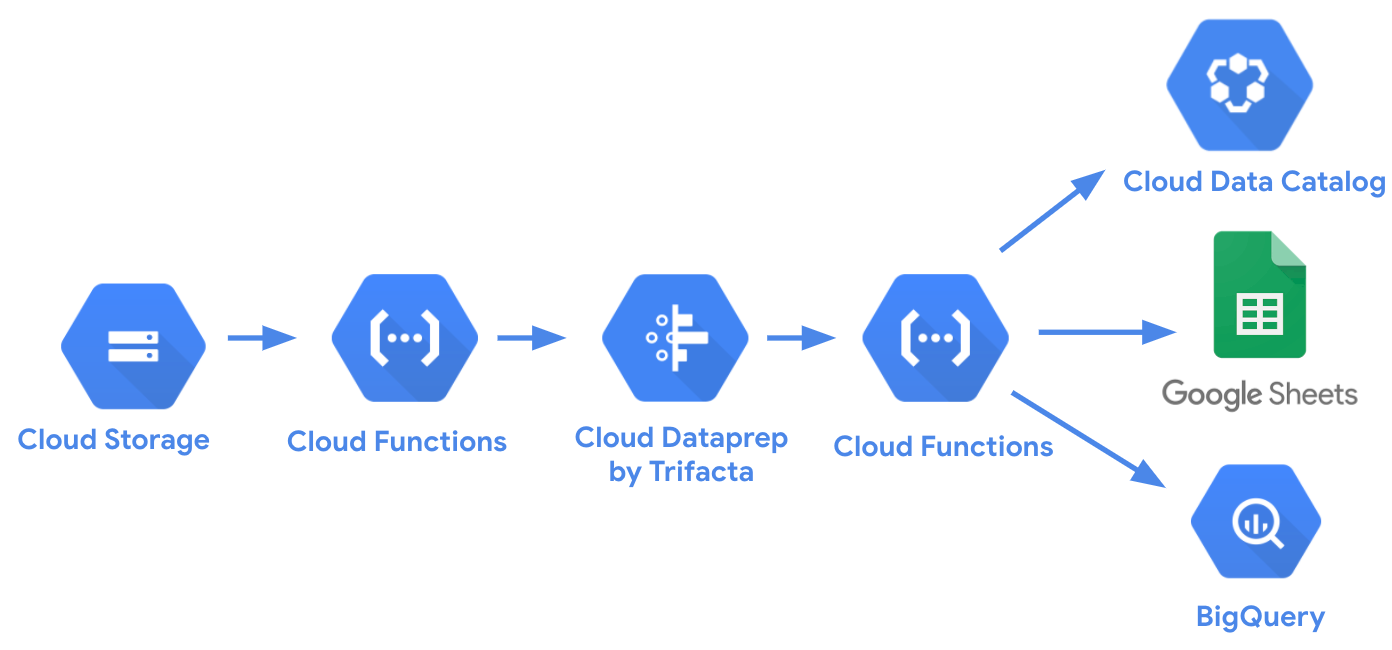 Cloud Data Catalog
Google Sheets
Cloud Storage
Cloud Functions
Cloud Dataprep
by Trifacta
Cloud Functions
BigQuery